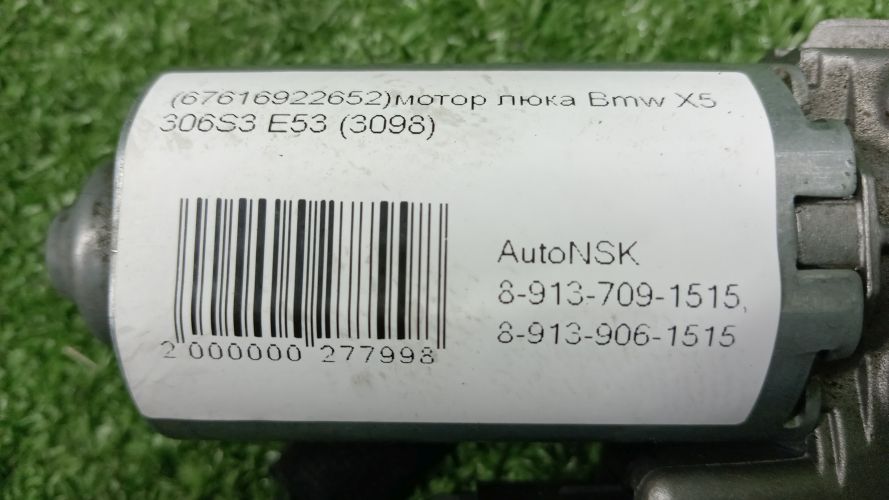 (67616922652)мотор люка Bmw X5
306S3 E53 (3098)
AutoNSK
8-913-709-1515,
8-913-906-1515
2 000000 277998